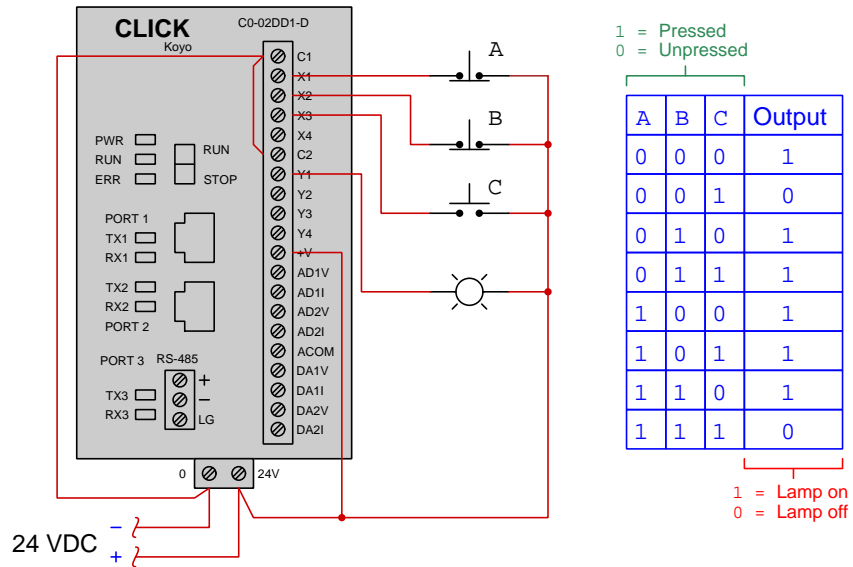 CLICK
Koyo
C0-02DD1-D
C1
X1
X2
X3
X4
C2
Y1
Y2
Y3
Y4
+V
AD1V
AD1I
AD2V
AD2I
ACOM
DA1V
DA1I
DA2V
DA2I
PWR
RUN
ERR
RUN
STOP
PORT 1
TX1
RX1
TX2
RX2
PORT 2
PORT 3 RS-485
TX3
RX3
+
−
LG
0 24V
24 VDC
−
+
A
B
C
1 = Pressed
0 = Unpressed
A B C Output
0 0 0 1
0 0 1 0
0 1 0 1
0 1 1 1
1 0 0 1
1 0 1 1
1 1 0 1
1 1 1 0
1 = Lamp on
0 = Lamp off